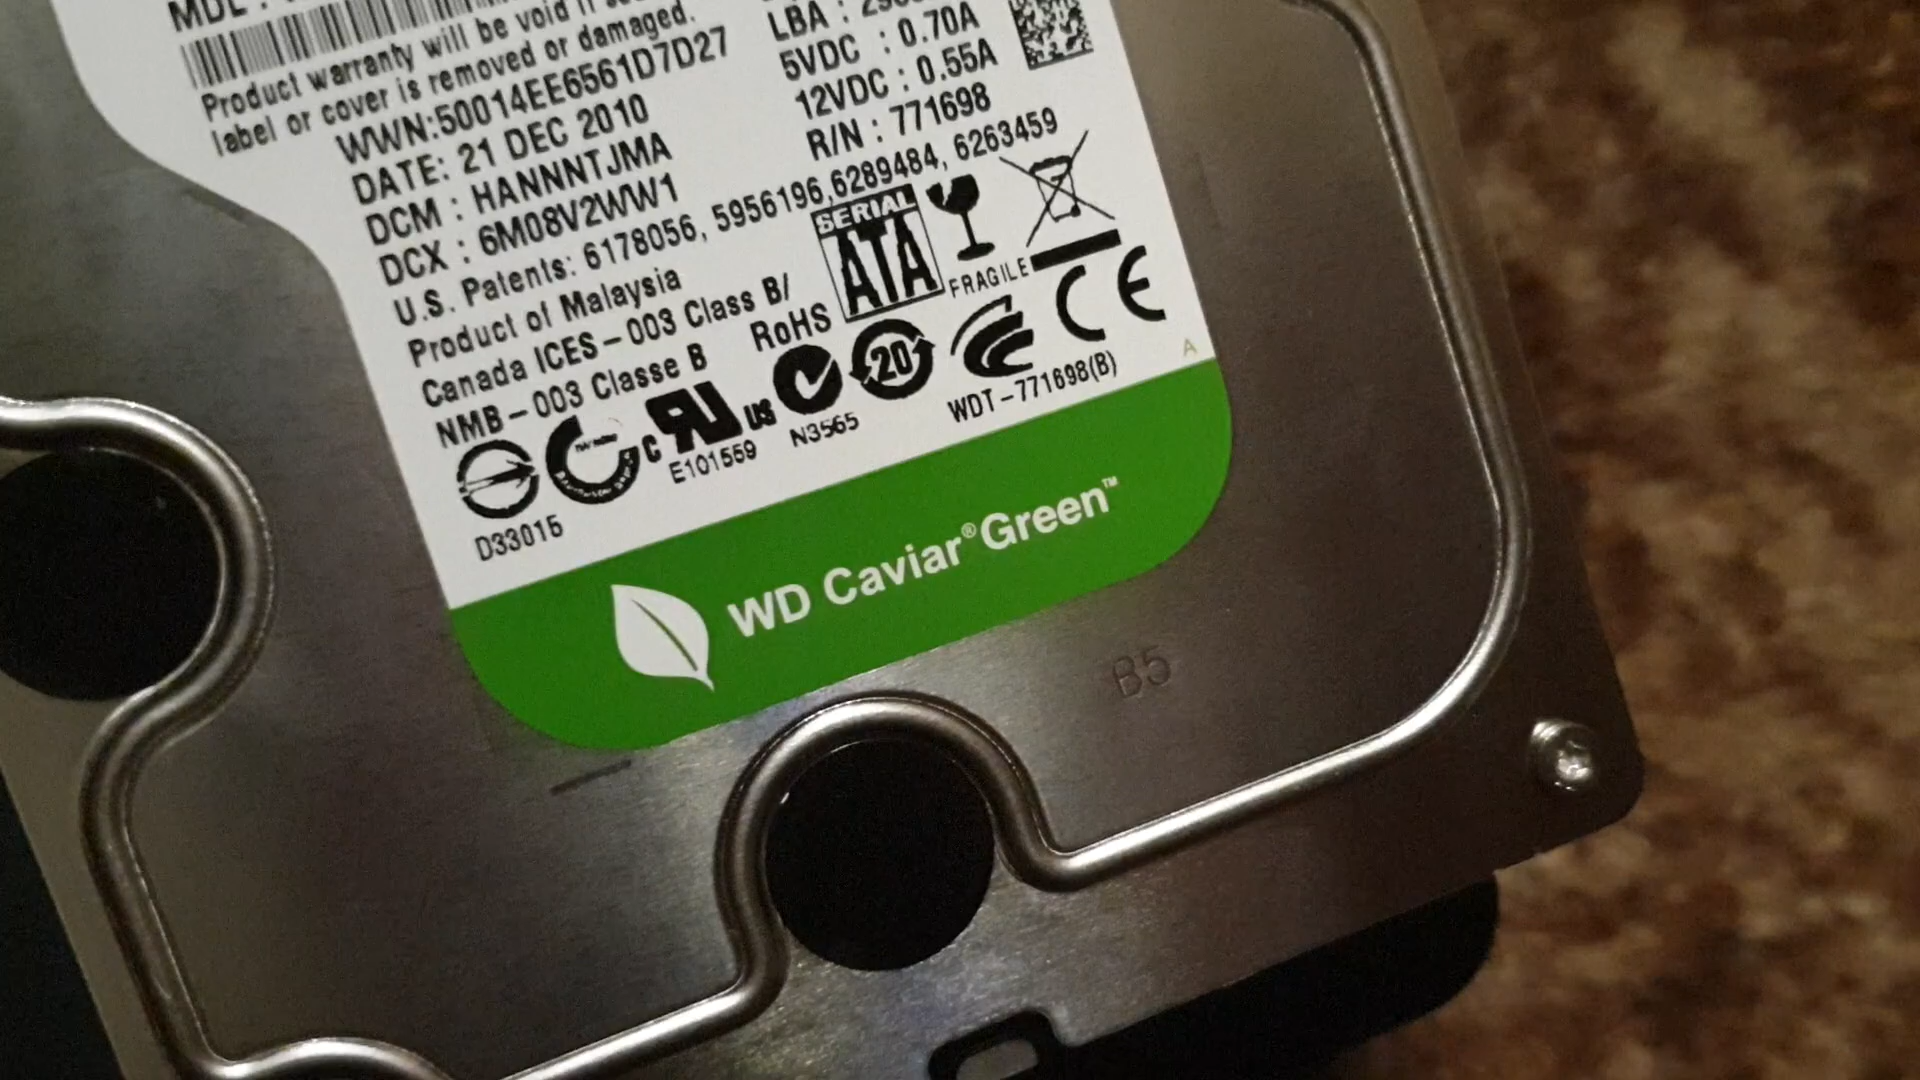 MDL :
Product warranty will be void if
label or cover is removed or damaged.
WWN:50014EE6561D7D27
DATE: 21 DEC 2010
DCM : HANNNTJMA
DCX : 6M08V2WW1
LBA :
5VDC : 0.70A
12VDC : 0.55A
R/N : 771698
U.S. Patents: 6178056, 5956196,6289484, 6263459
Product of Malaysia
Canada ICES-003 Class B/
NMB-003 Classe B
RoHS
SERIAL
ATA
FRAGILE
CE
20
C
US
D33015
E101559
N3565
WDT-771698(B)
A
WD Caviar® Green™
B5